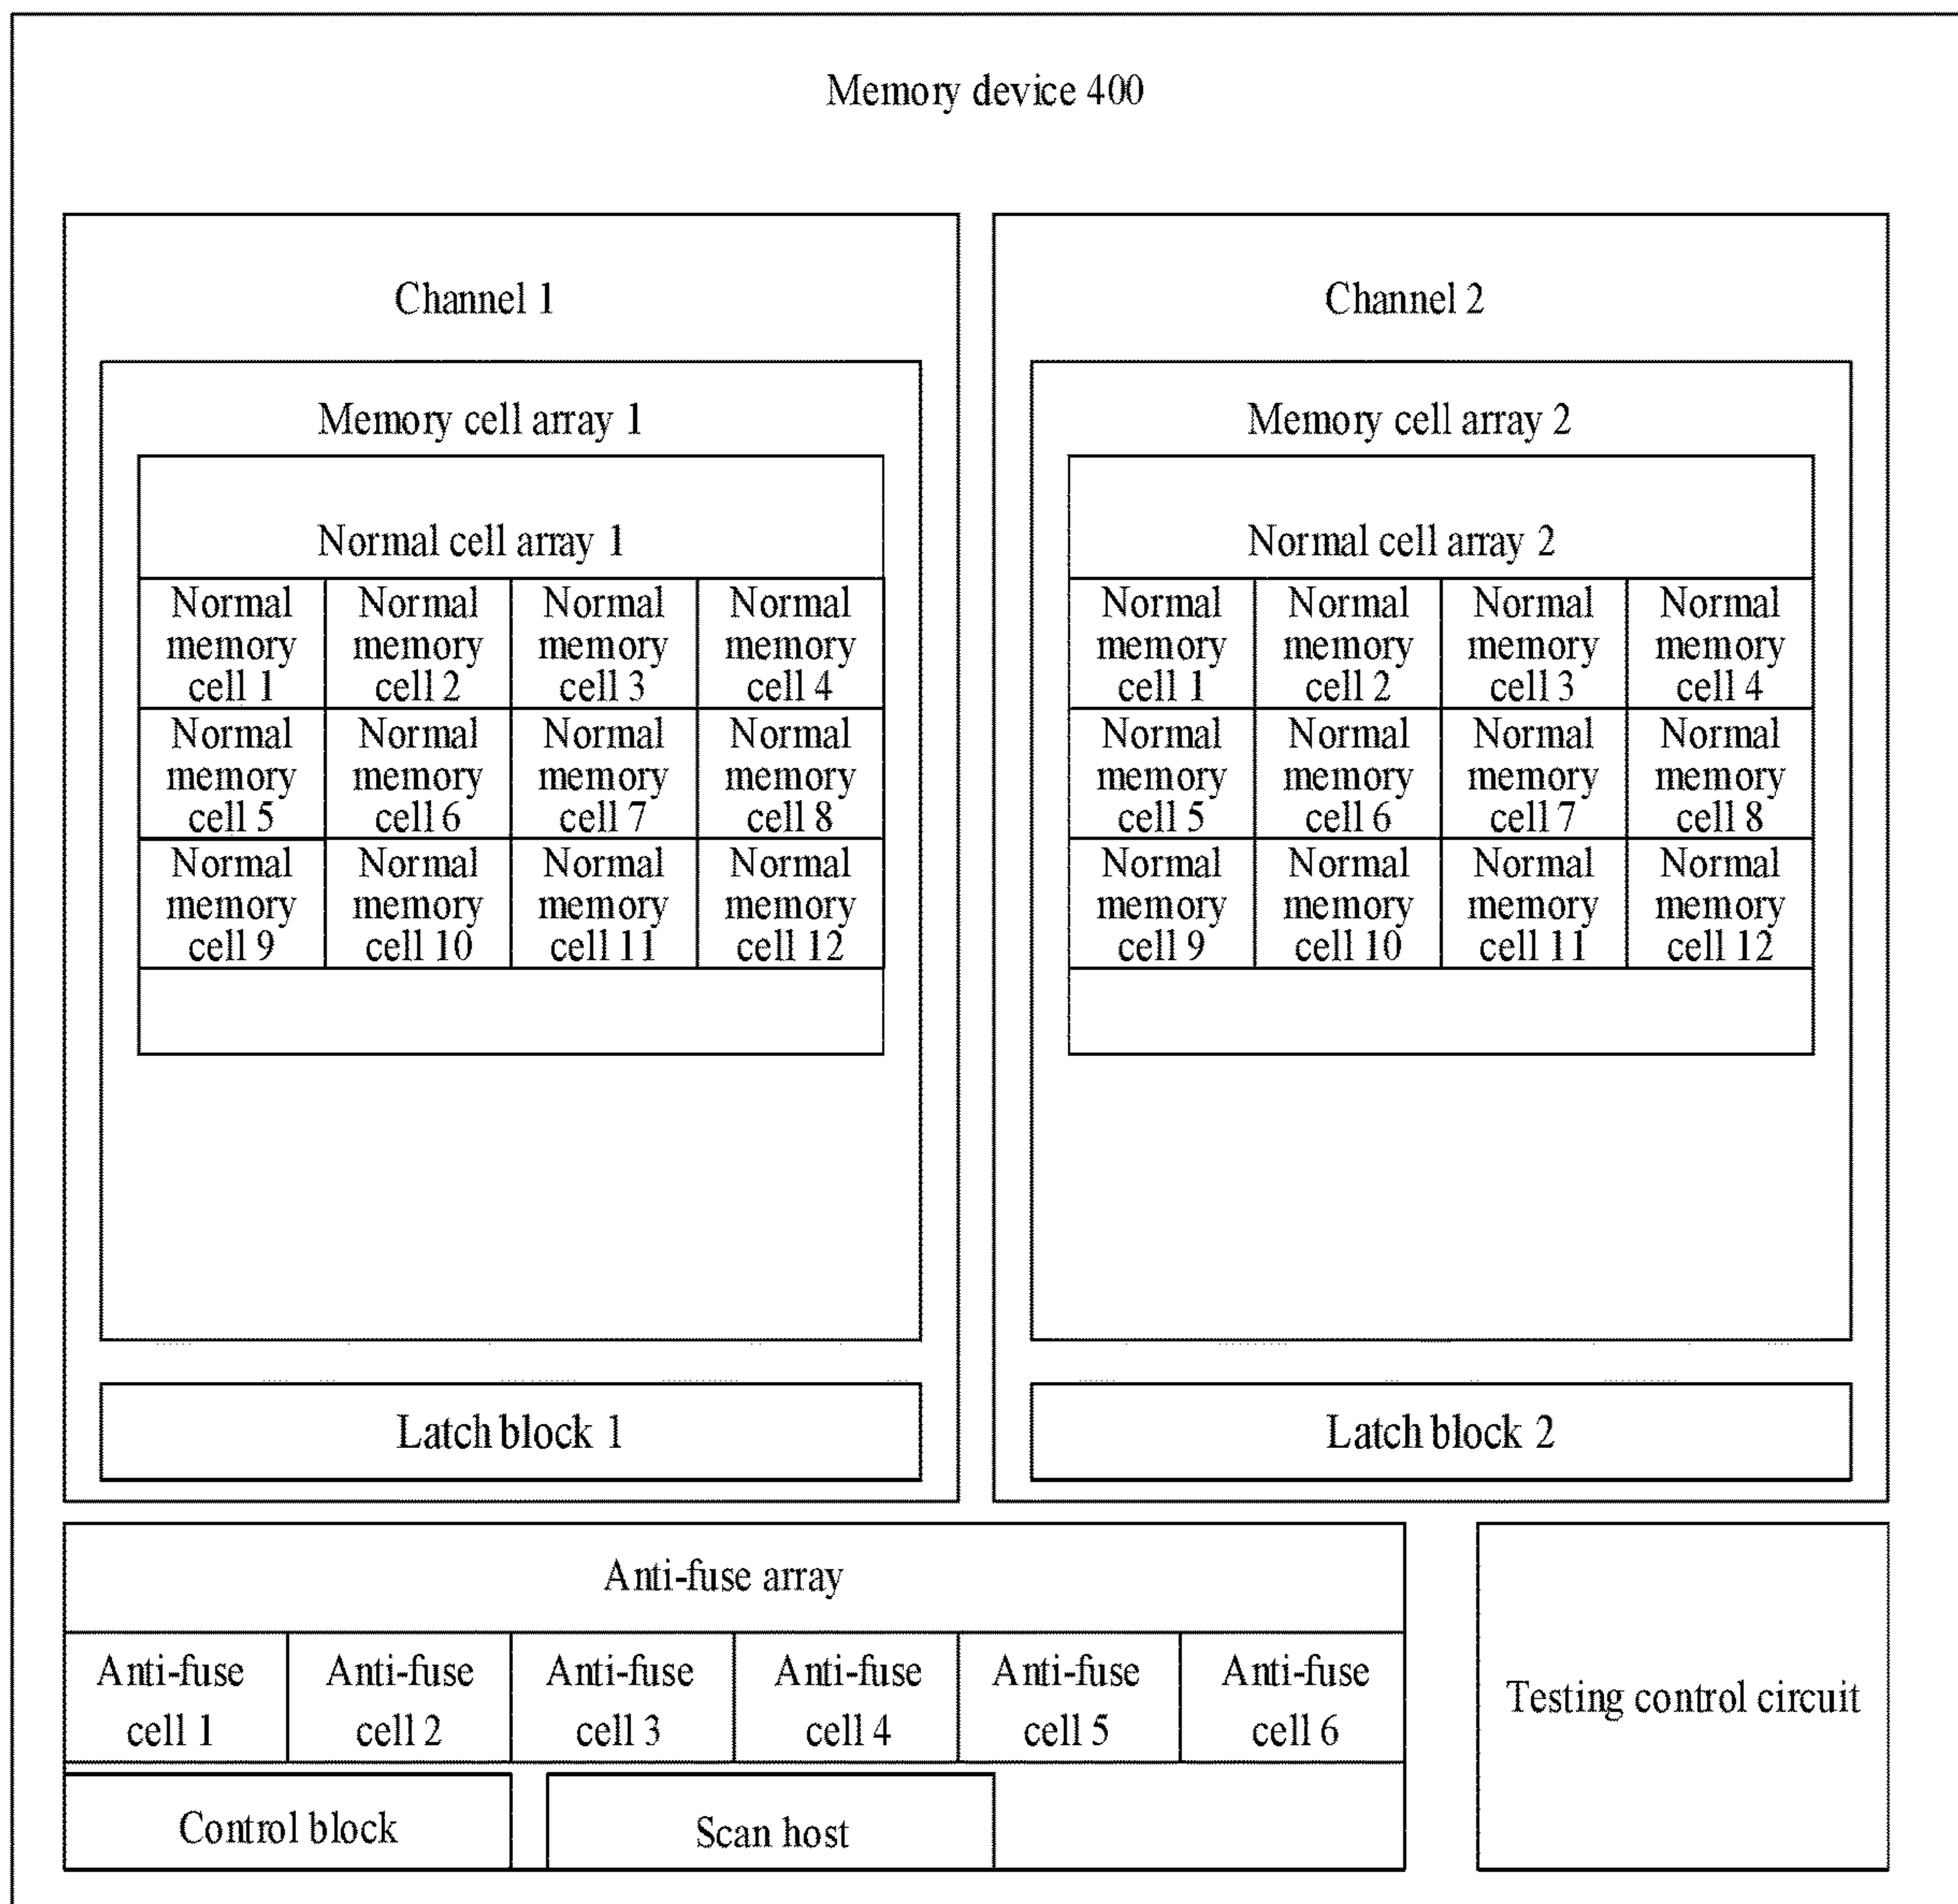 Memory device 400
Channel 1
Memory cell array 1
Normal cell array 1
Normal Normal Normal Normal
memory memory memory memory
cell 1 cell 2 cell 3 cell 4
Normal Normal Normal Normal
memory memory memory memory
cell 5 cell 6 cell 7 cell 8
Normal Normal Normal Normal
memory memory memory memory
cell 9 cell 10 cell 11 cell 12
Latch block 1
Channel 2
Memory cell array 2
Normal cell array 2
Normal Normal Normal Normal
memory memory memory memory
cell 1 cell 2 cell 3 cell 4
Normal Normal Normal Normal
memory memory memory memory
cell 5 cell 6 cell 7 cell 8
Normal Normal Normal Normal
memory memory memory memory
cell 9 cell 10 cell 11 cell 12
Latch block 2
Anti-fuse array
Anti-fuse Anti-fuse Anti-fuse Anti-fuse Anti-fuse Anti-fuse
cell 1 cell 2 cell 3 cell 4 cell 5 cell 6
Control block
Scan host
Testing control circuit